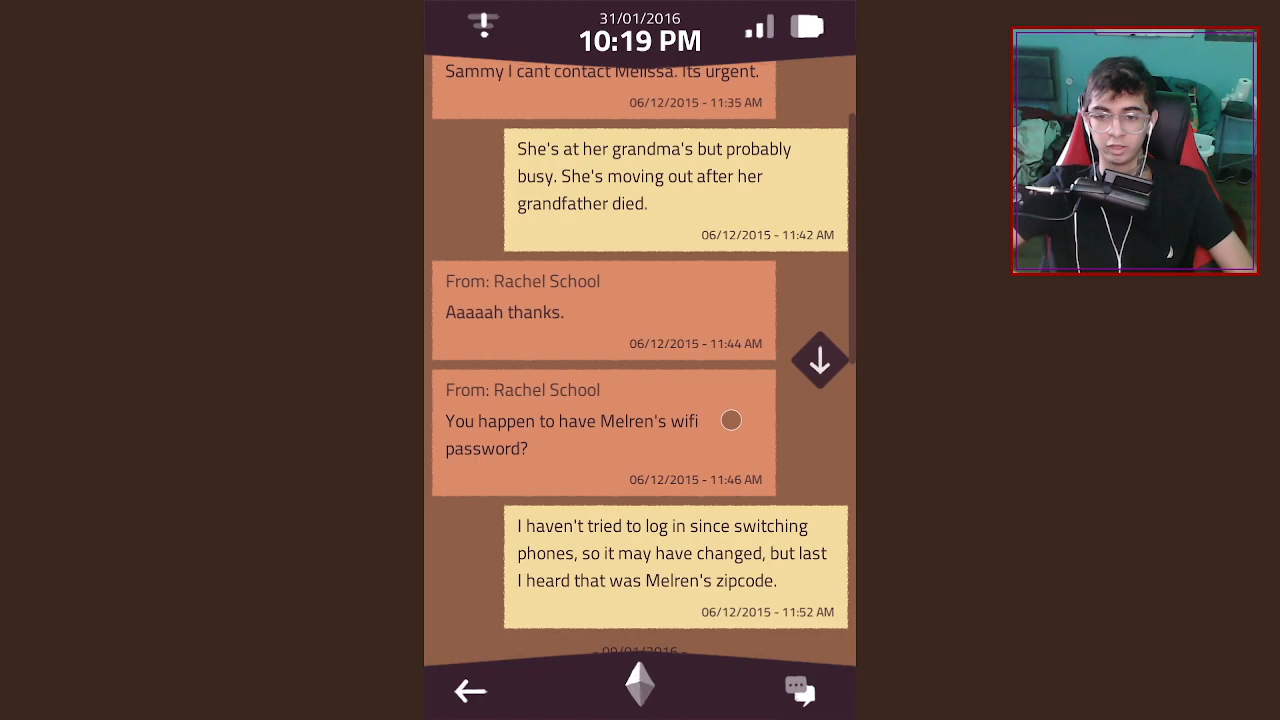 31/01/2016
10:19 PM
Sammy I cant contact Melissa. Its urgent.
06/12/2015 - 11:35 AM
She's at her grandma's but probably
busy. She's moving out after her
grandfather died.
06/12/2015 - 11:42 AM
From: Rachel School
Aaaaah thanks.
06/12/2015 - 11:44 AM
From: Rachel School
You happen to have Melren's wifi
password?
06/12/2015 - 11:46 AM
I haven't tried to log in since switching
phones, so it may have changed, but last
I heard that was Melren's zipcode.
06/12/2015 - 11:52 AM